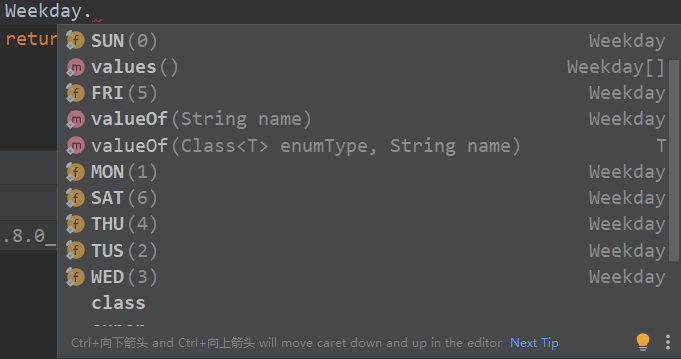 Weekday.
retur
SUN(0) Weekday
values() Weekday[]
FRI(5) Weekday
valueOf(String name) Weekday
valueOf(Class<T> enumType, String name) T
MON(1) Weekday
SAT(6) Weekday
THU(4) Weekday
TUS(2) Weekday
.8.0_
WED(3) Weekday
class
Ctrl+向下箭头 and Ctrl+向上箭头 will move caret down and up in the editor Next Tip